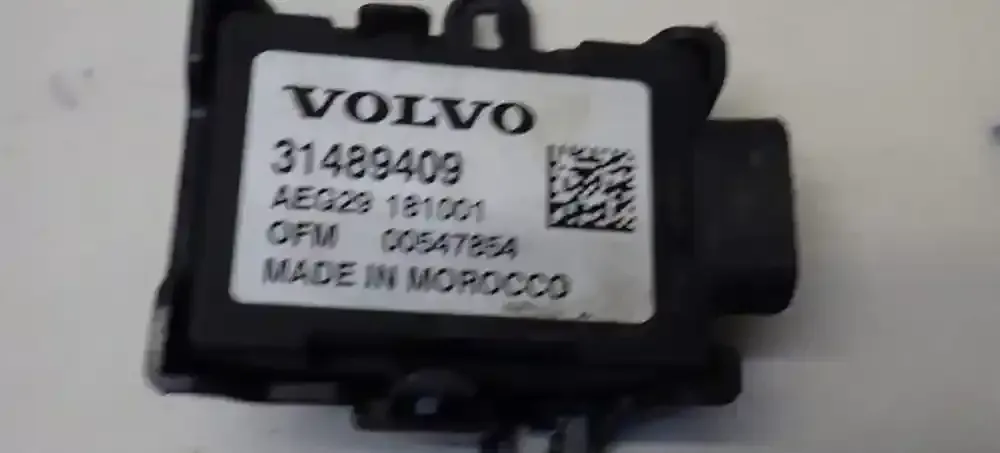 VOLVO
31489409
AEG29 181001
OFM 00547854
MADE IN MOROCCO